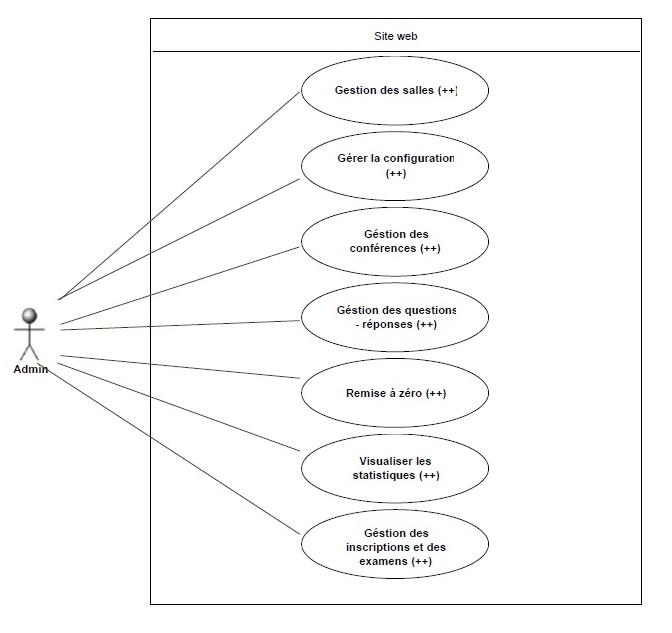 Site web
Gestion des salles (++)
Gérer la configuration
(++)
Géstion des
conférences (++)
Géstion des questions
- réponses (++)
Admin
Remise à zéro (++)
Visualiser les
statistiques (++)
Géstion des
inscriptions et des
examens (++)